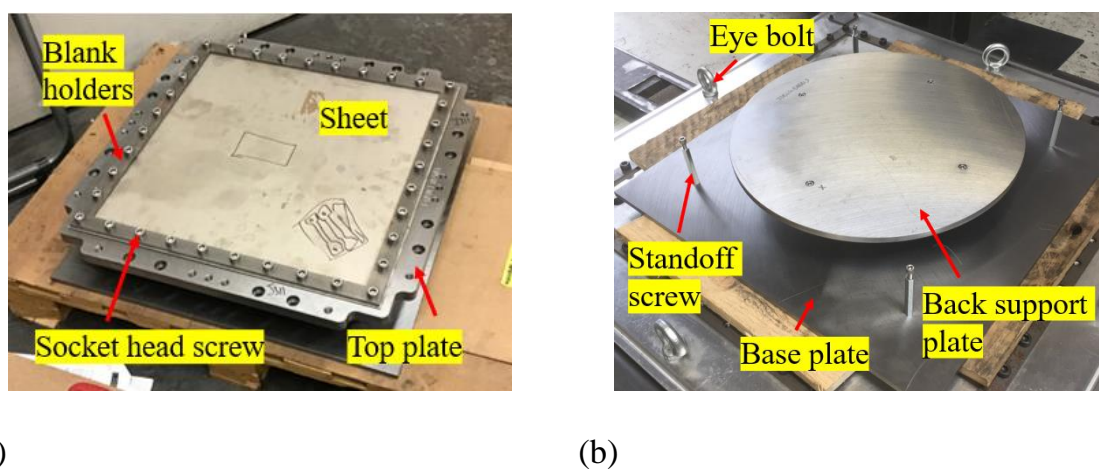 Blank
holders
Sheet
Socket head screw
Top plate
Eye bolt
Standoff
screw
Back support
plate
Base plate
)
(b)